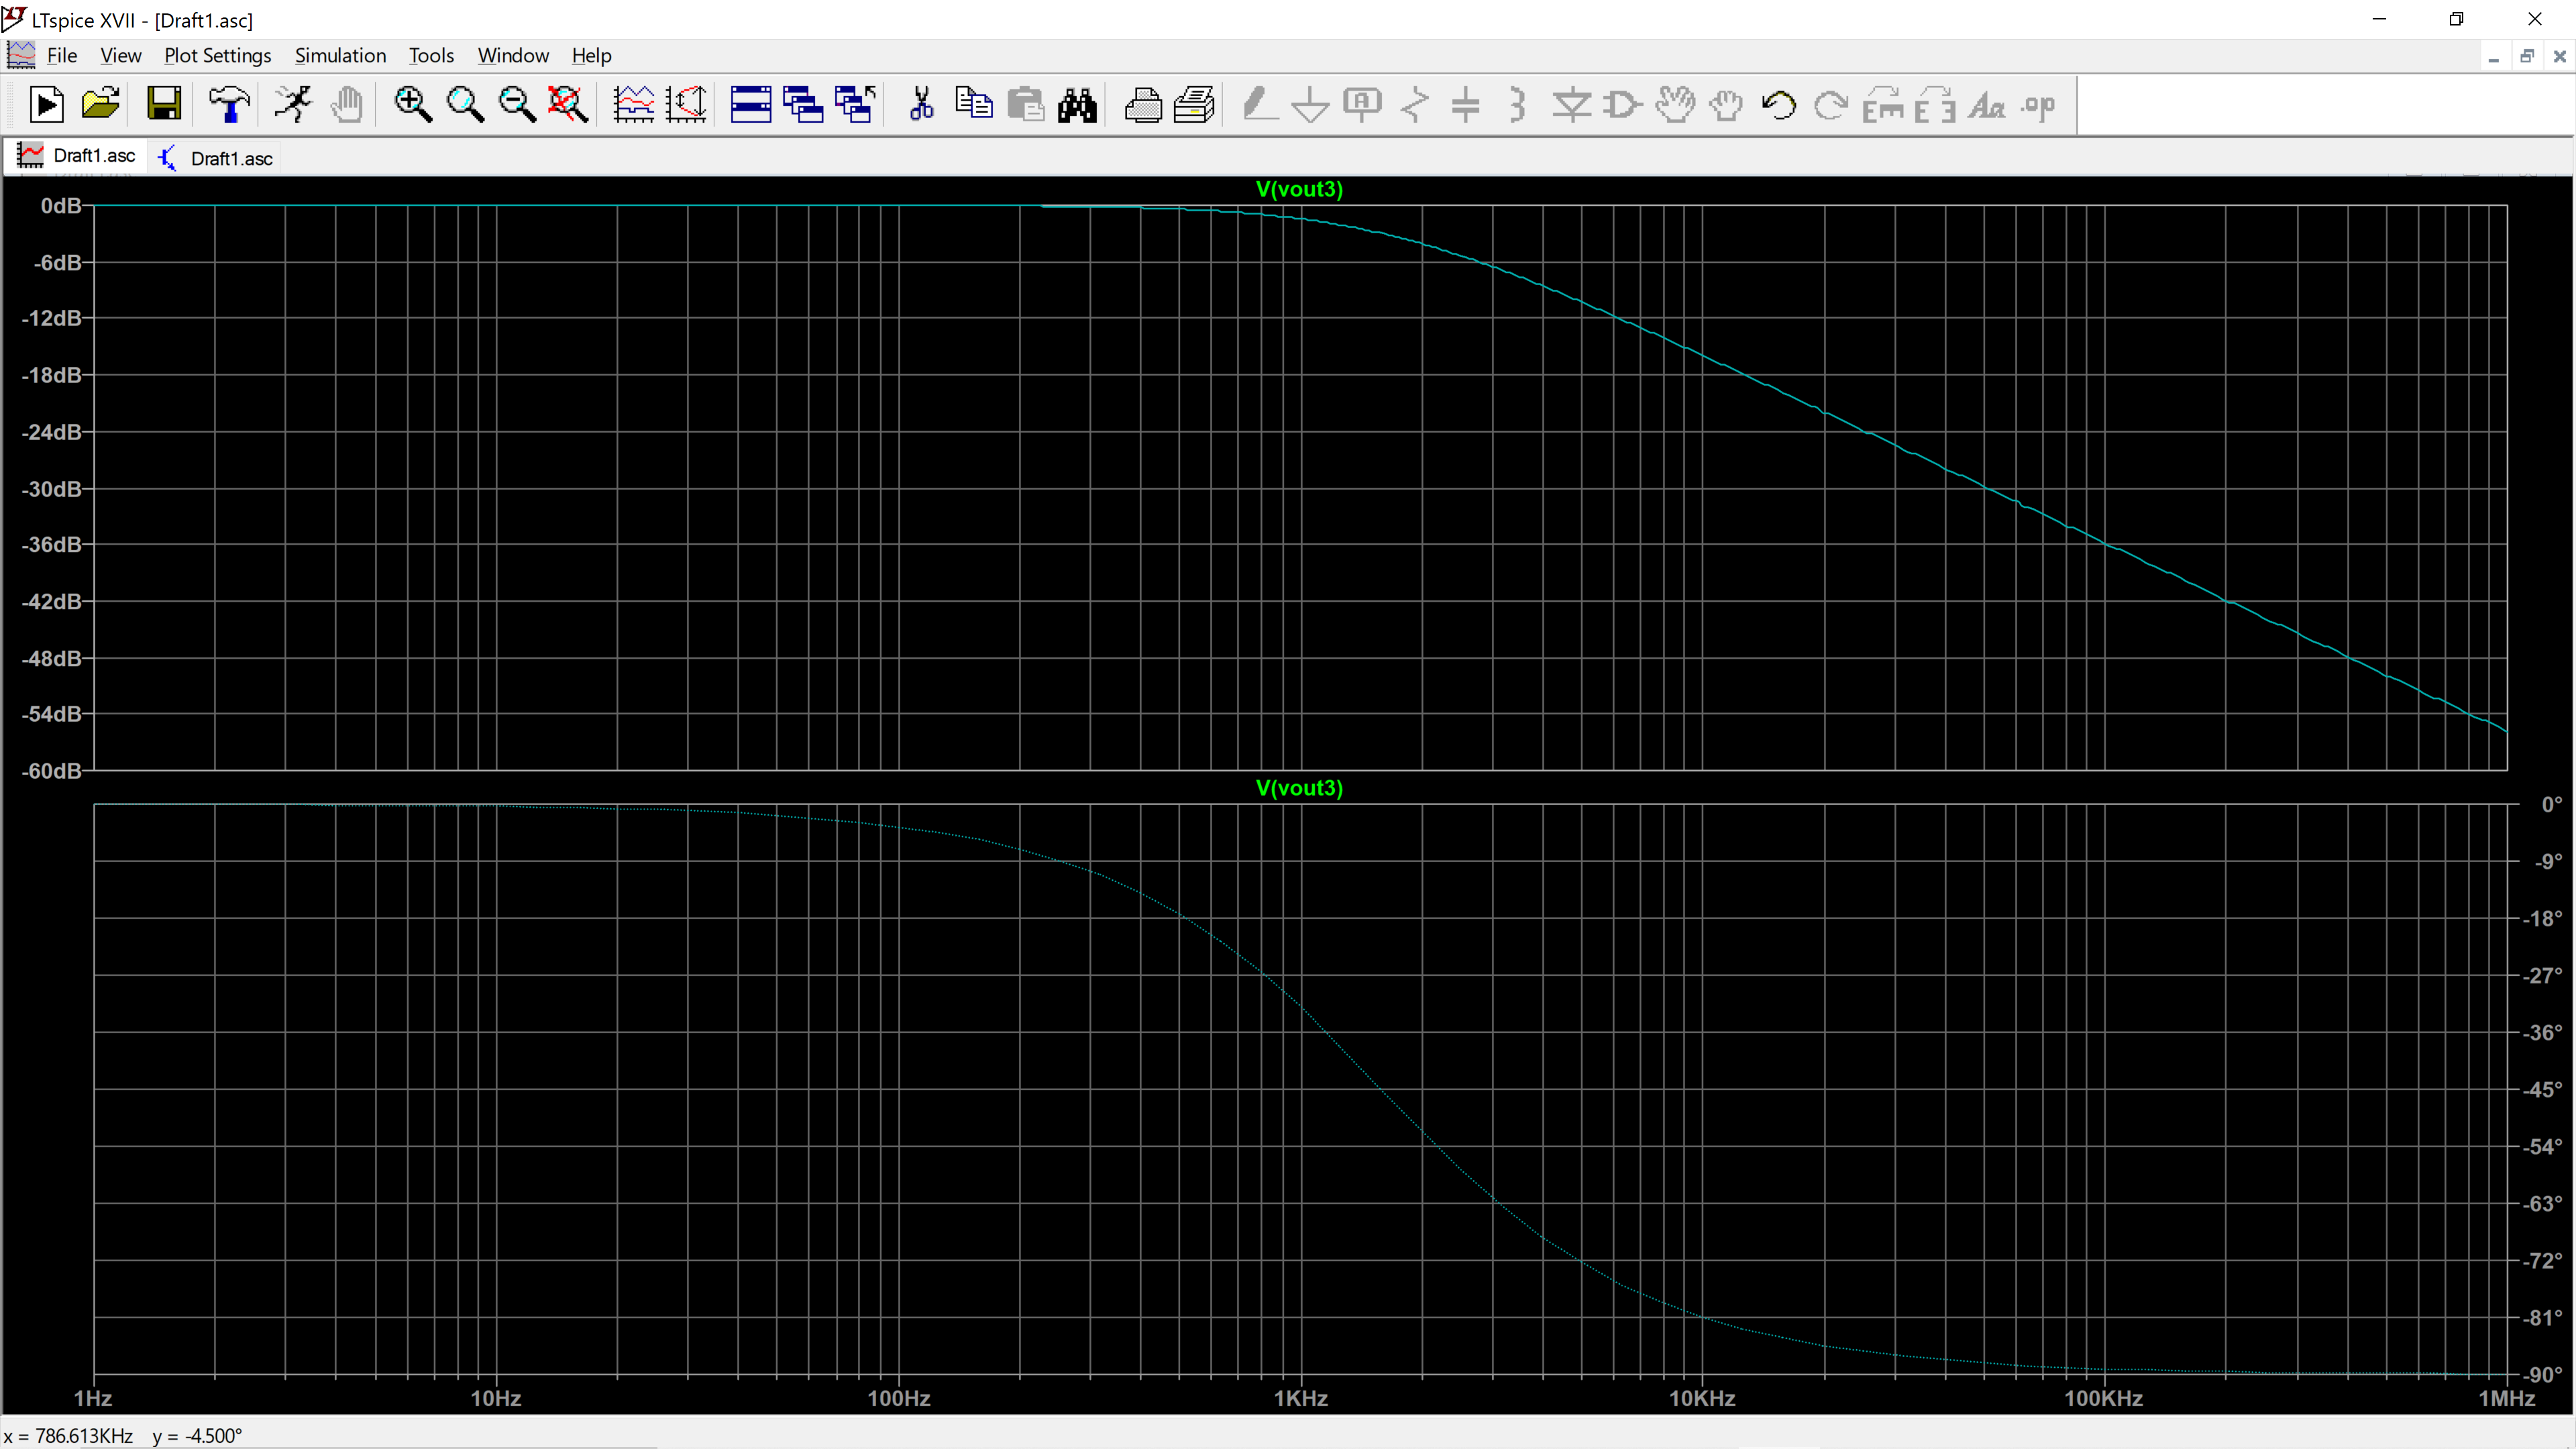 LTspice XVII - [Draft1.asc]
File View Plot Settings Simulation Tools Window Help
.op
Draft1.asc Draft1.asc
V(vout3)
0dB
-6dB
-12dB
-18dB
-24dB
-30dB
-36dB
-42dB
-48dB
-54dB
-60dB
V(vout3)
0°
-9°
-18°
-27°
-36°
-45°
-54°
-63°
-72°
-81°
-90°
1Hz 10Hz 100Hz 1KHz 10KHz 100KHz 1MHz
x = 786.613KHz y = -4.500°